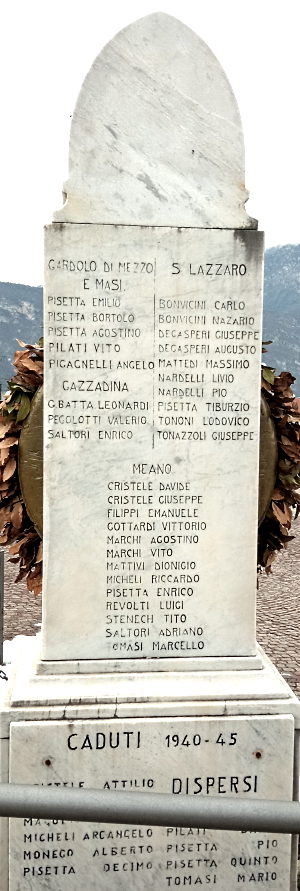 GARDOLO DI MEZZO
E MASI
PISETTA EMILIO
PISETTA BORTOLO
PISETTA AGOSTINO
PILATI VITO
PIGAGNELLI ANGELO
GAZZADINA
G.BATTA LEONARDI
PECOLOTTI VALERIO
SALTORI ENRICO
S. LAZZARO
BONVICINI CARLO
BONVICINI NAZARIO
DEGASPERI GIUSEPPE
DEGASPERI AUGUSTO
MATTEDI MASSIMO
NARDELLI LIVIO
NARDELLI PIO
PISETTA TIBURZIO
TONONI LODOVICO
TONAZZOLI GIUSEPPE
MEANO
CRISTELE DAVIDE
CRISTELE GIUSEPPE
FILIPPI EMANUELE
GOTTARDI VITTORIO
MARCHI AGOSTINO
MARCHI VITO
MATTIVI DIONIGIO
MICHELI RICCARDO
PISETTA ENRICO
REVOLTI LUIGI
STENECH TITO
SALTORI ADRIANO
TOMASI MARCELLO
CADUTI 1940-45
ATTILIO
MICHELI ARCANGELO
MONEGO ALBERTO
PISETTA DECIMO
DISPERSI
PILATI
PISETTA PIO
PISETTA QUINTO
TOMASI MARIO